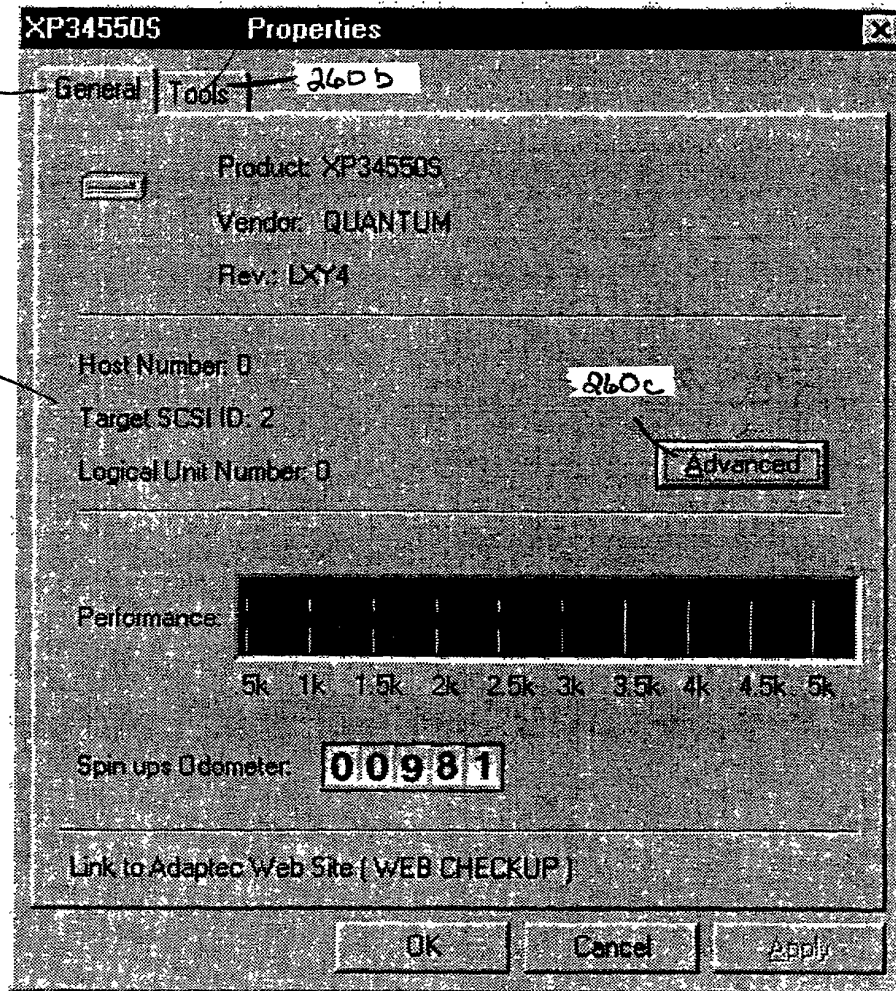 XP34550S Properties
General Tools 260b
Product: XP34550S
Vendor: QUANTUM
Rev.: LXY4
Host Number: 0
260c
Target SCSI ID: 2
Advanced
Logical Unit Number: 0
Performance:
5k 1k 1.5k 2k 2.5k 3k 3.5k 4k 4.5k 5k
Spin ups Odometer: 00981
Link to Adaptec Web Site ( WEB CHECKUP )
OK Cancel Apply